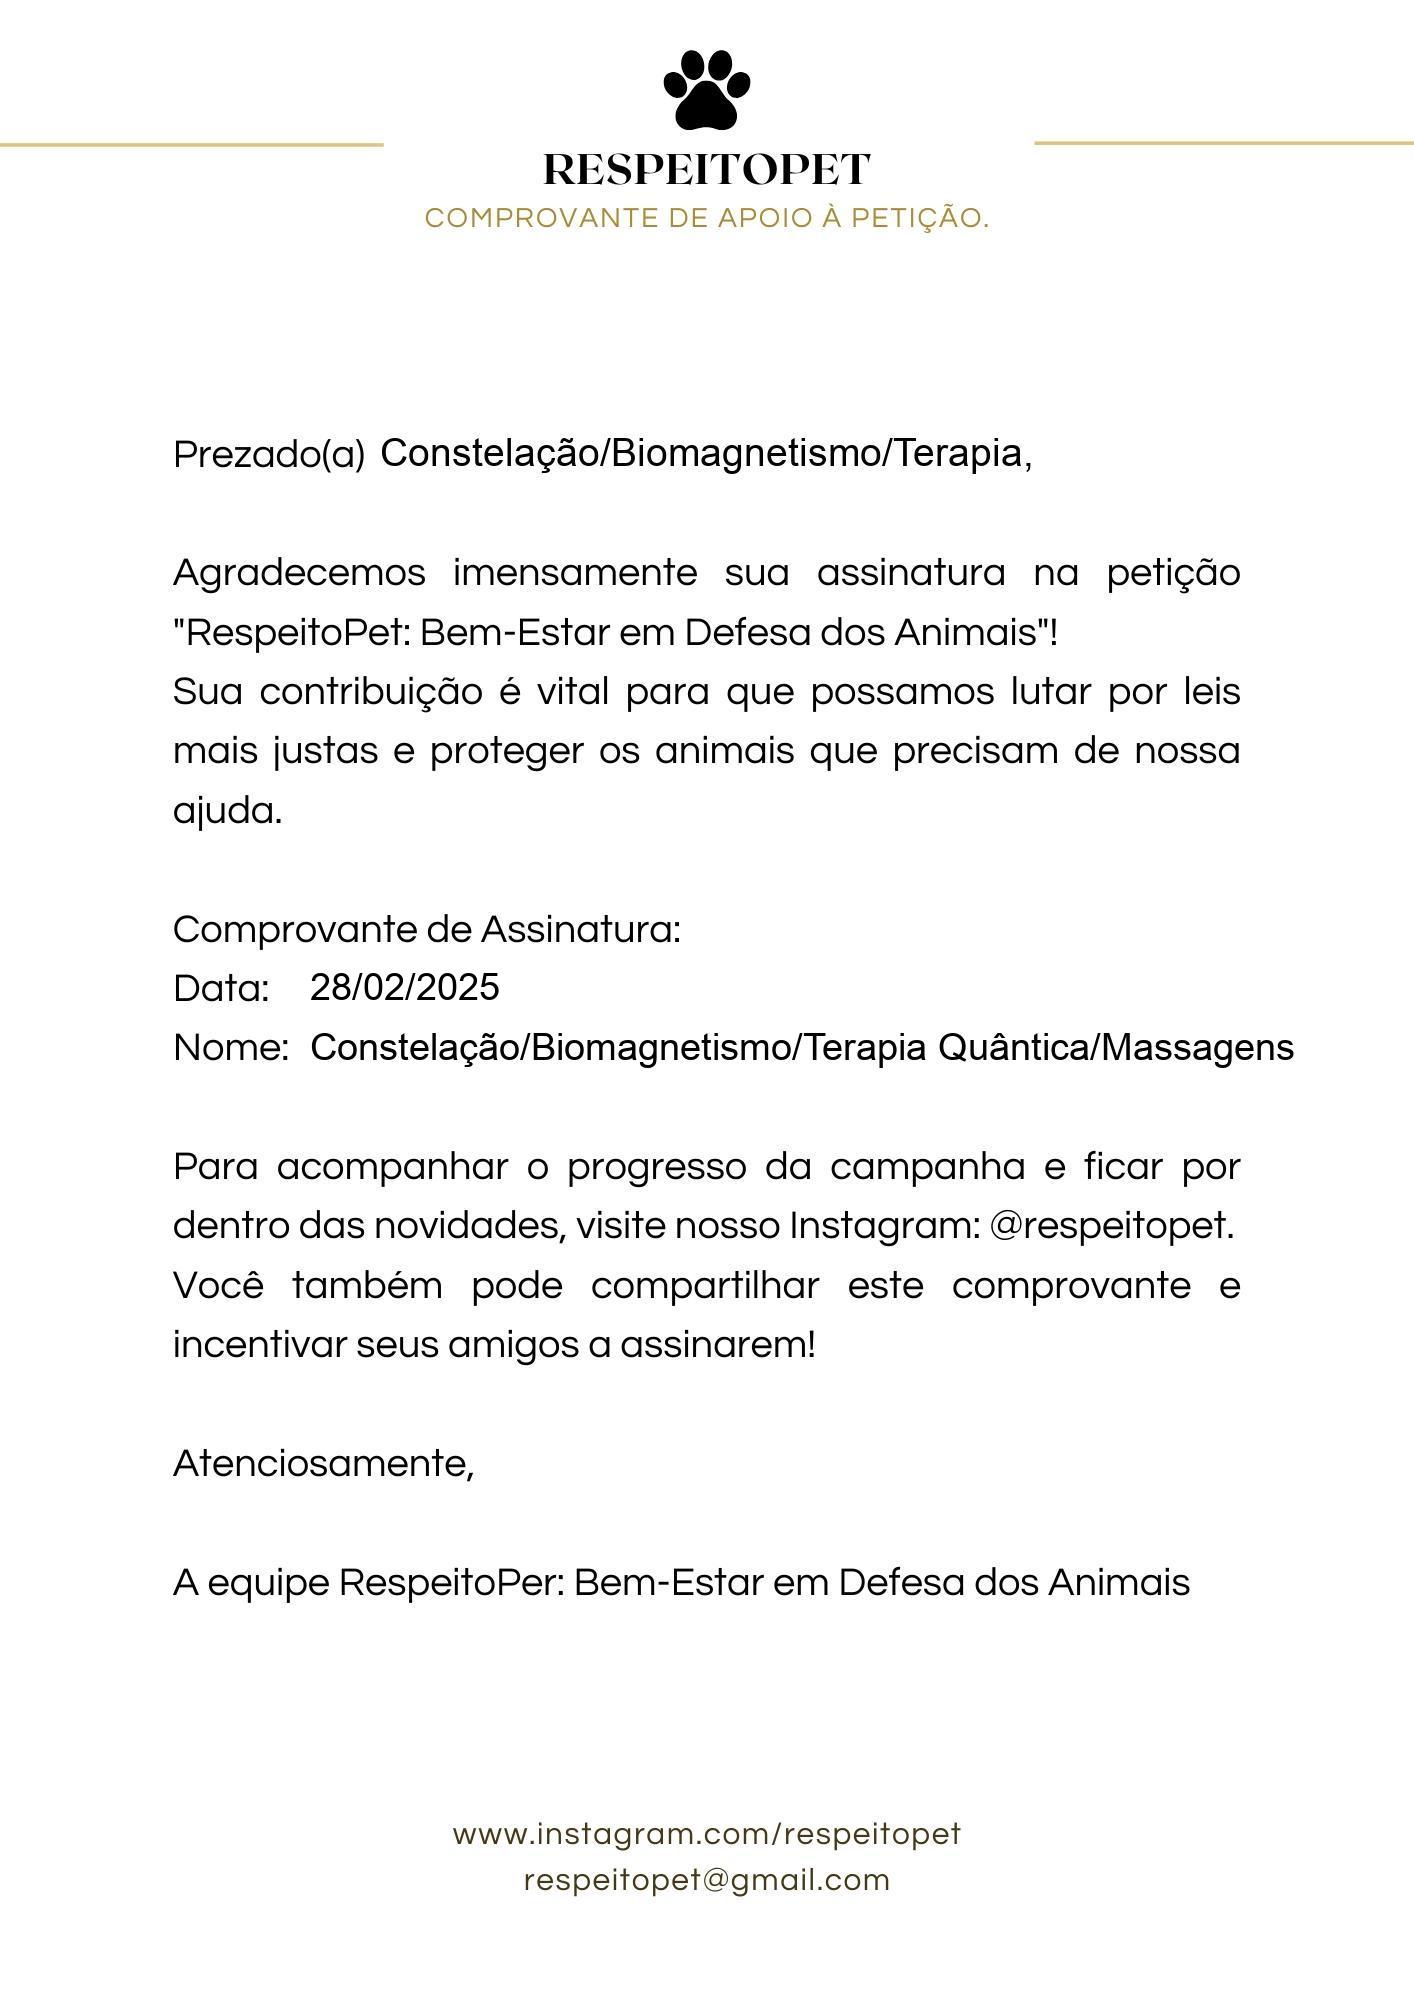 RESPEITOPET
COMPROVANTE DE APOIO À PETIÇÃO.
Prezado(a) Constelação/Biomagnetismo/Terapia,
Agradecemos imensamente sua assinatura na petição
"RespeitoPet: Bem-Estar em Defesa dos Animais"!
Sua contribuição é vital para que possamos lutar por leis
mais justas e proteger os animais que precisam de nossa
ajuda.
Comprovante de Assinatura:
Data: 28/02/2025
Nome: Constelação/Biomagnetismo/Terapia Quântica/Massagens
Para acompanhar o progresso da campanha e ficar por
dentro das novidades, visite nosso Instagram: @respeitopet.
Você também pode compartilhar este comprovante e
incentivar seus amigos a assinarem!
Atenciosamente,
A equipe RespeitoPer: Bem-Estar em Defesa dos Animais
www.instagram.com/respeitopet
respeitopet@gmail.com